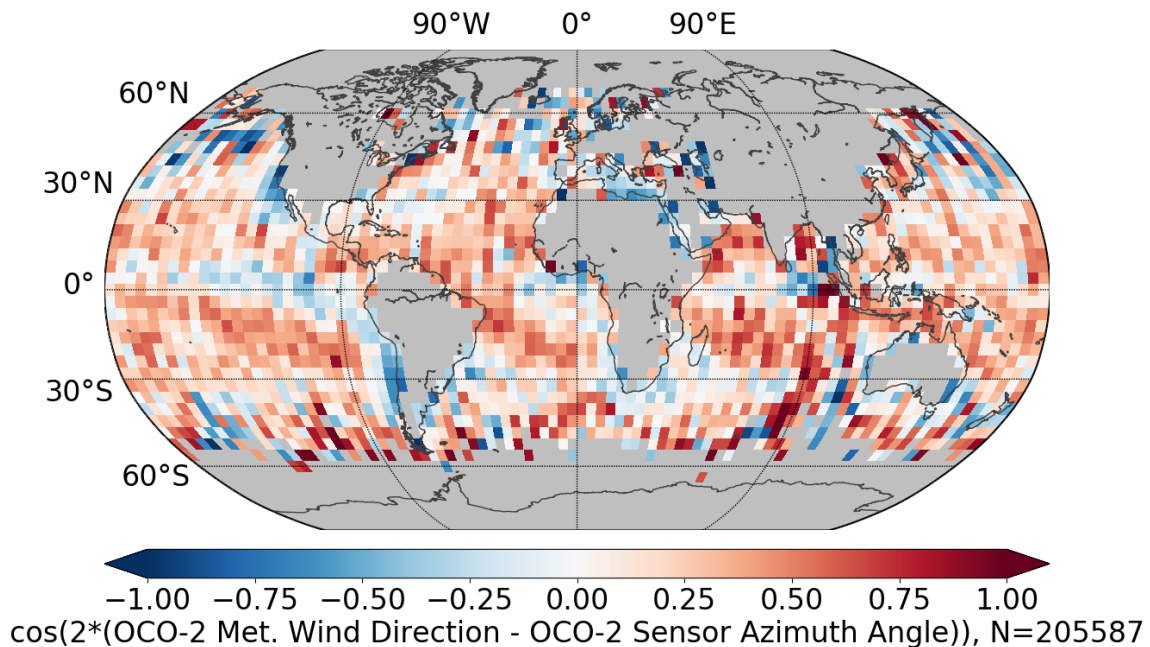 90°W 0° 90°E
60°N
30°N
0°
30°S
60°S
−1.00 −0.75 −0.50 −0.25 0.00 0.25 0.50 0.75 1.00
cos(2*(OCO-2 Met. Wind Direction - OCO-2 Sensor Azimuth Angle)), N=205587